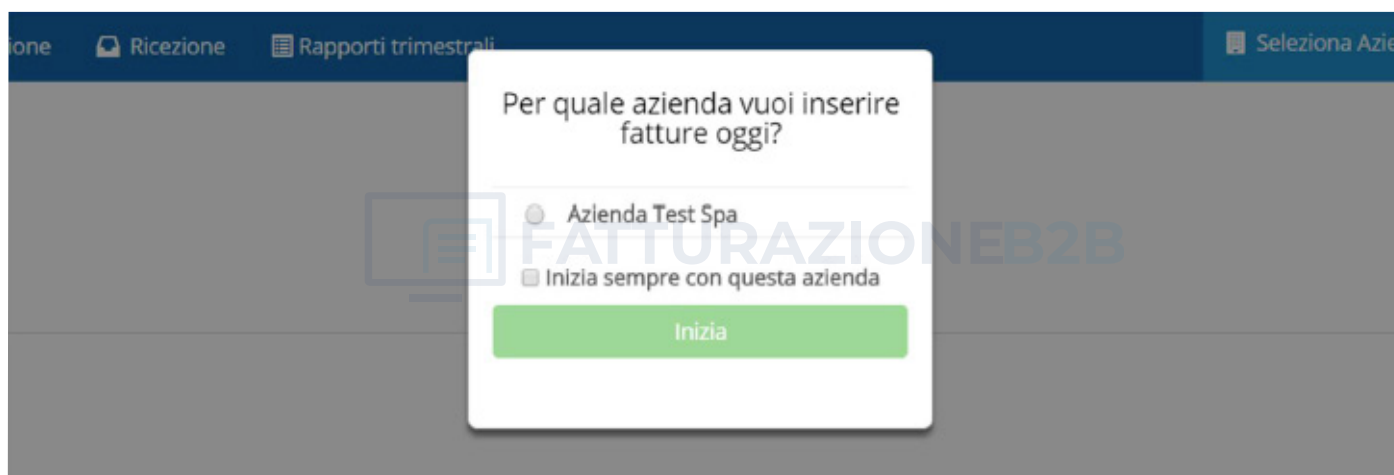 ione Ricezione Rapporti trimestrali Seleziona Azie
Per quale azienda vuoi inserire
fatture oggi?
Azienda Test Spa
FATTURAZIONEB2B
Inizia sempre con questa azienda
Inizia